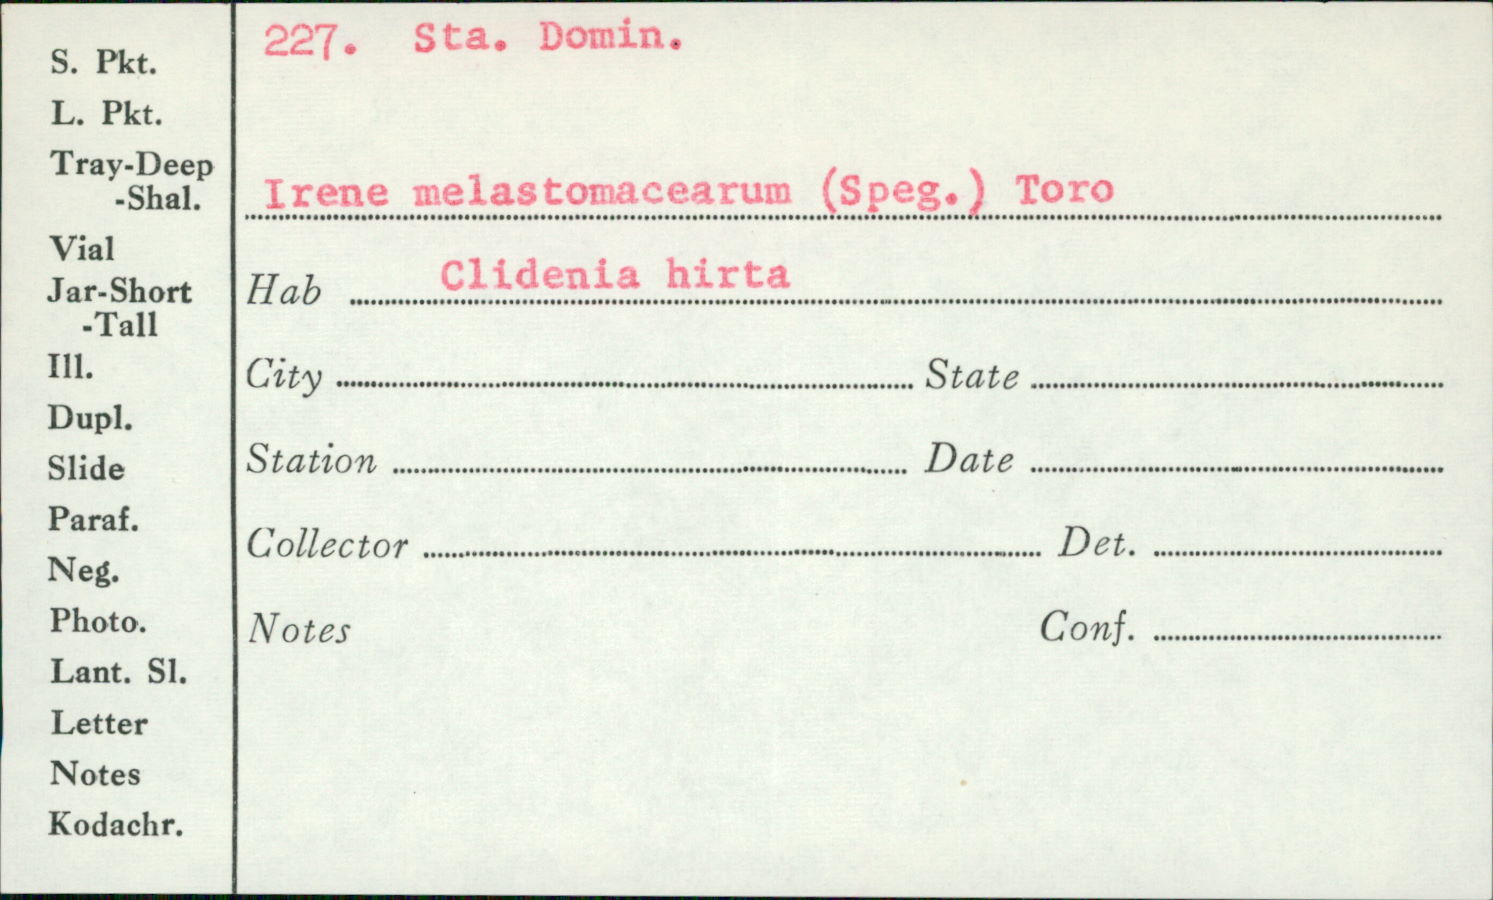 227. Sta. Domin.
Irene melastomacearum (Speg.) Toro
Hab Clidenia hirta
City State
Station Date
Collector Det.
Notes Conf.
S. Pkt.
L. Pkt.
Tray-Deep
-Shal.
Vial
Jar-Short
-Tall
Ill.
Dupl.
Slide
Paraf.
Neg.
Photo.
Lant. Sl.
Letter
Notes
Kodachr.